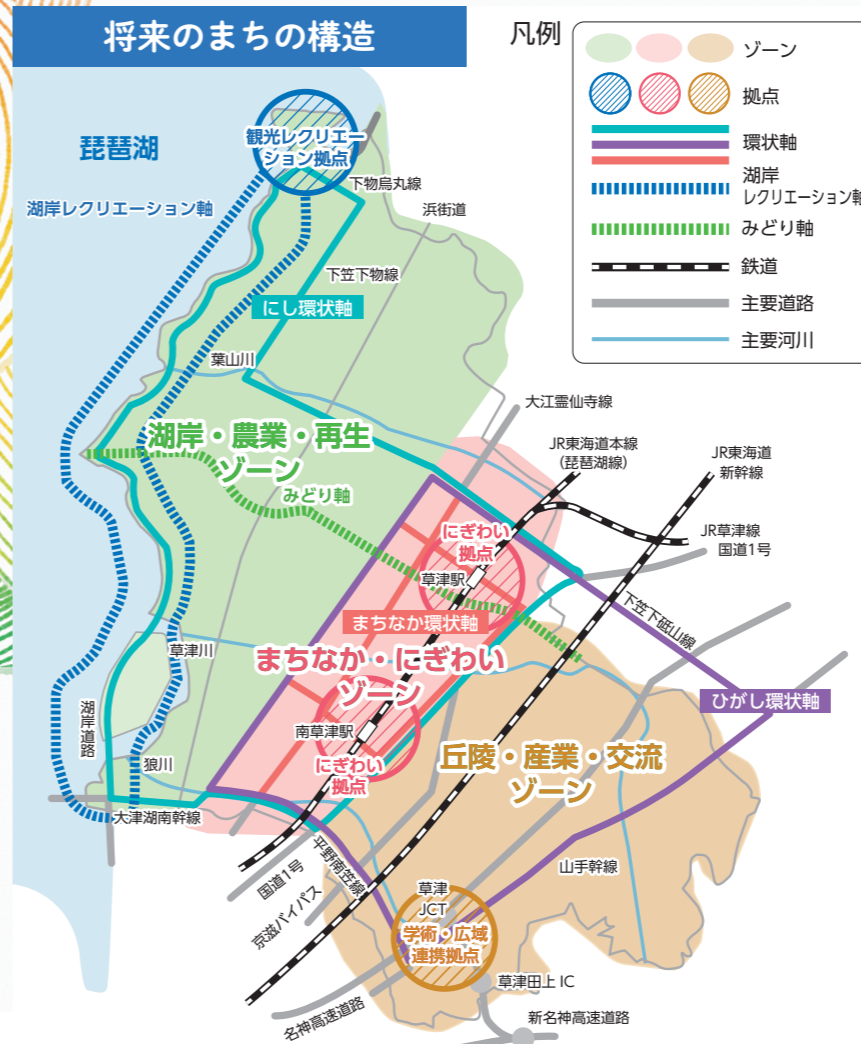 将来のまちの構造
凡例
ゾーン
拠点
環状軸
湖岸
レクリエーション軸
みどり軸
鉄道
主要道路
主要河川
琵琶湖
観光レクリエー
ション拠点
湖岸レクリエーション軸
下物烏丸線
浜街道
下笠下物線
にし環状軸
葉山川
大江霊仙寺線
湖岸・農業・再生
ゾーン
みどり軸
JR東海道本線
(琵琶湖線)
JR東海道
新幹線
JR草津線
国道1号
にぎわい
拠点
草津駅
下笠下砥山線
まちなか環状軸
草津川
まちなか・にぎわい
ゾーン
ひがし環状軸
湖岸道路
南草津駅
にぎわい
拠点
狼川
丘陵・産業・交流
ゾーン
大津湖南幹線
国道1号
平野南笠線
京滋バイパス
山手幹線
草津
JCT
学術・広域
連携拠点
草津田上 IC
名神高速道路
新名神高速道路